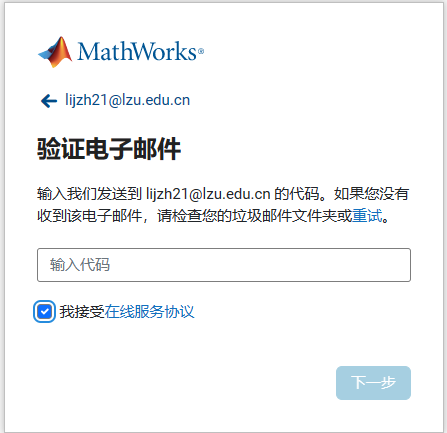 MathWorks®
lijzh21@lzu.edu.cn
验证电子邮件
输入我们发送到 lijzh21@lzu.edu.cn 的代码。如果您没有
收到该电子邮件，请检查您的垃圾邮件文件夹或重试。
输入代码
我接受在线服务协议
下一步